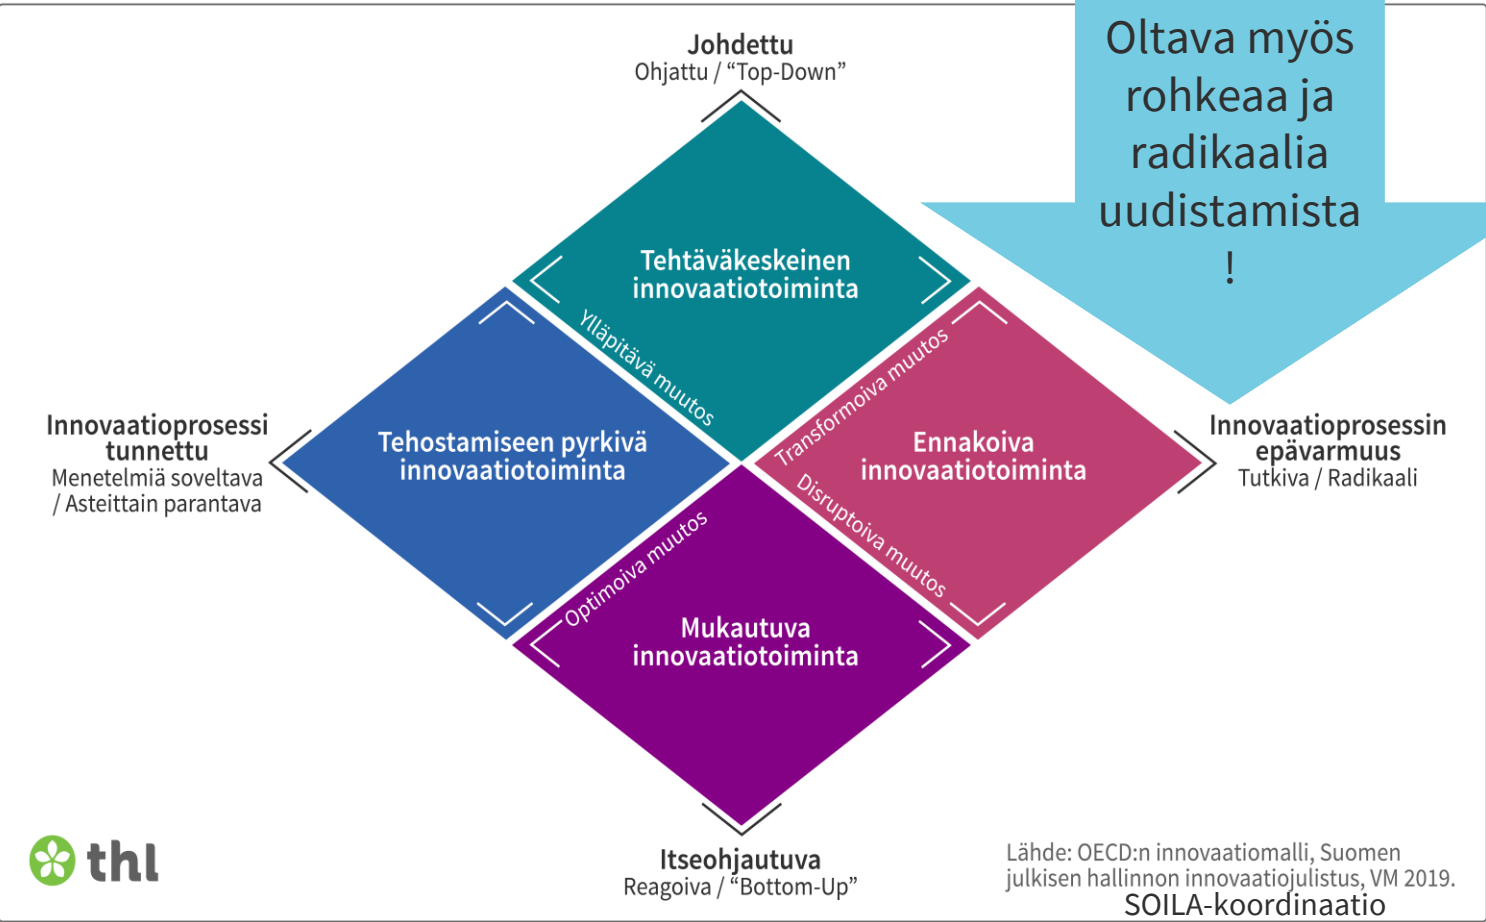 Johdettu
Ohjattu / “Top-Down”
Oltava myös
rohkeaa ja
radikaalia
uudistamista
!
Tehtäväkeskeinen
innovaatiotoiminta
Ylläpitävä muutos
Transformoiva muutos
Innovaatioprosessi
tunnettu
Menetelmiä soveltava
/ Asteittain parantava
Tehostamiseen pyrkivä
innovaatiotoiminta
Ennakoiva
innovaatiotoiminta
Innovaatioprosessin
epävarmuus
Tutkiva / Radikaali
Optimoiva muutos
Disruptoiva muutos
Mukautuva
innovaatiotoiminta
Itseohjautuva
Reagoiva / “Bottom-Up”
thl
Lähde: OECD:n innovaatiomalli, Suomen
julkisen hallinnon innovaatiojulistus, VM 2019.
SOILA-koordinaatio